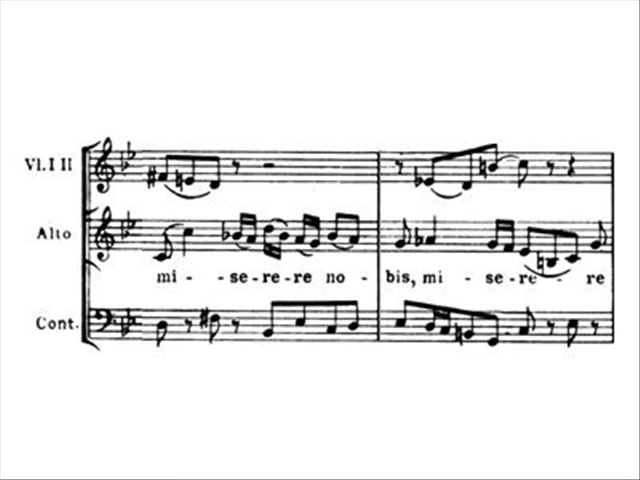 Vl. I II
Alto
mi - - se - re - re no - bis, mi - se - re - re
Cont.